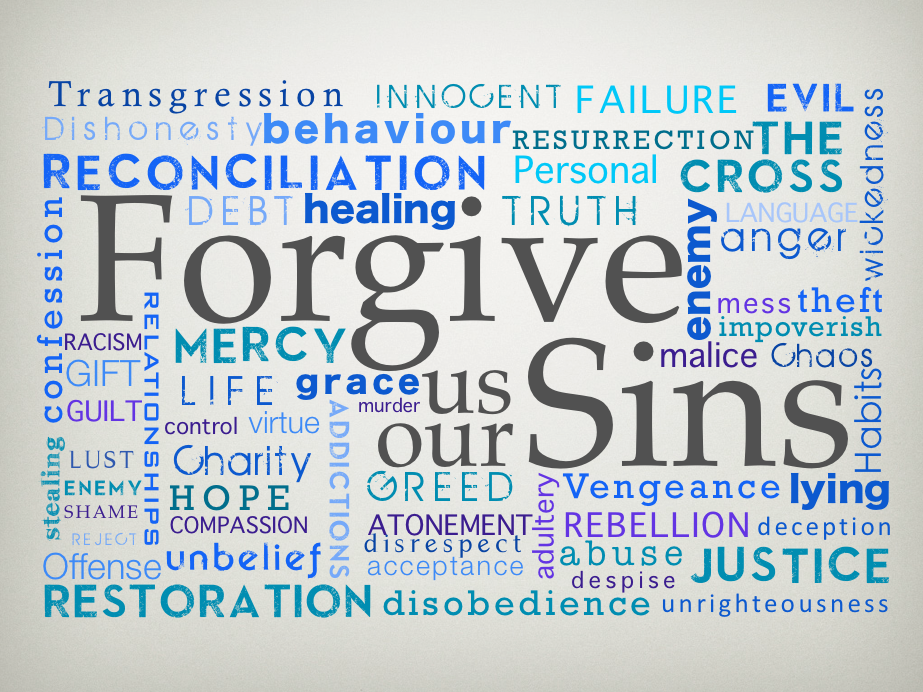 Transgression
INNOCENT
FAILURE
EVIL
wickedness
Dishonesty
behaviour
RESURRECTION
THE
CROSS
RECONCILIATION
Personal
DEBT
healing
TRUTH
enemy
LANGUAGE
anger
confession
Forgive
us
our
Sins
mess
theft
impoverish
malice
Chaos
Habits
RACISM
RELATIONSHIPS
MERCY
GIFT
LIFE
grace
murder
GUILT
control
virtue
ADDICTIONS
stealing
LUST
Charity
GREED
adultery
Vengeance
lying
ENEMY
HOPE
SHAME
COMPASSION
ATONEMENT
REBELLION
deception
REJECT
disrespect
abuse
JUSTICE
Offense
unbelief
acceptance
despise
RESTORATION
disobedience
unrighteousness